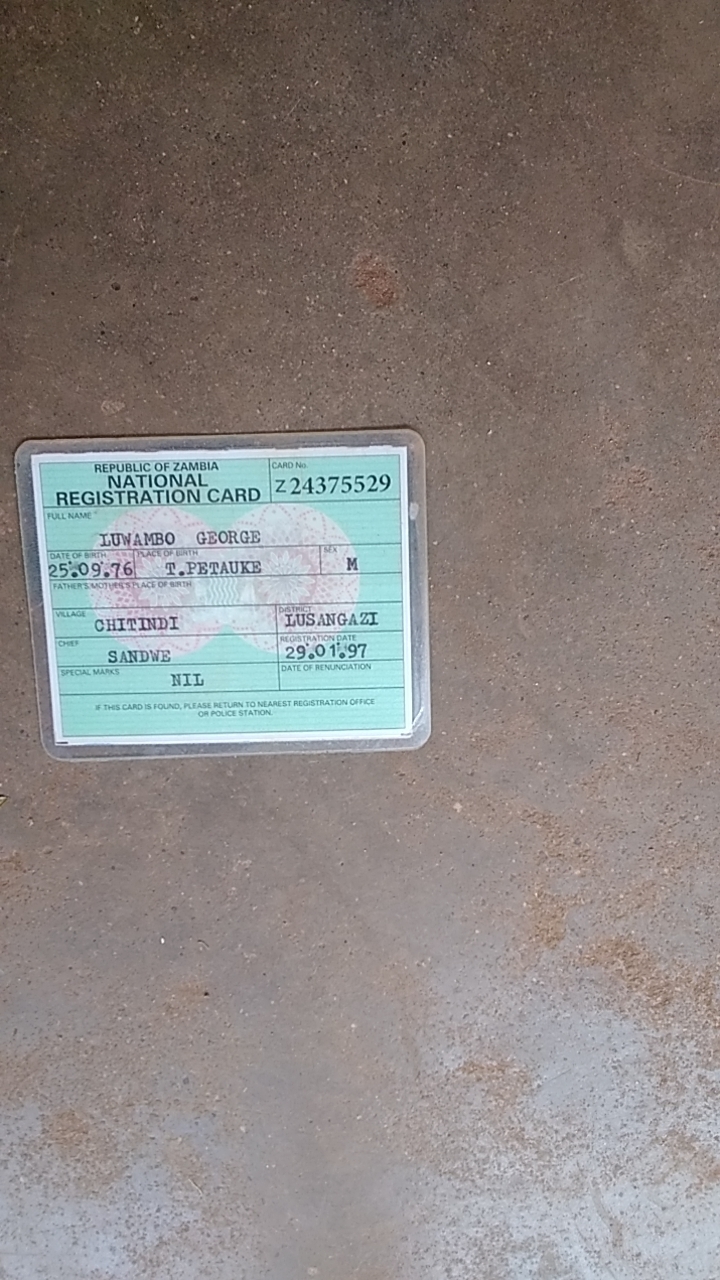 REPUBLIC OF ZAMBIA
NATIONAL
REGISTRATION CARD
CARD No.
Z24375529
FULL NAME
LUWAMBO GEORGE
DATE OF BIRTH PLACE OF BIRTH SEX
25.09.76 T.PETAUKE M
FATHER'S/MOTHER'S PLACE OF BIRTH
VILLAGE DISTRICT
CHITINDI LUSANGAZI
CHIEF REGISTRATION DATE
SANDWE 29.01.97
SPECIAL MARKS DATE OF RENUNCIATION
NIL
IF THIS CARD IS FOUND, PLEASE RETURN TO NEAREST REGISTRATION OFFICE
OR POLICE STATION.